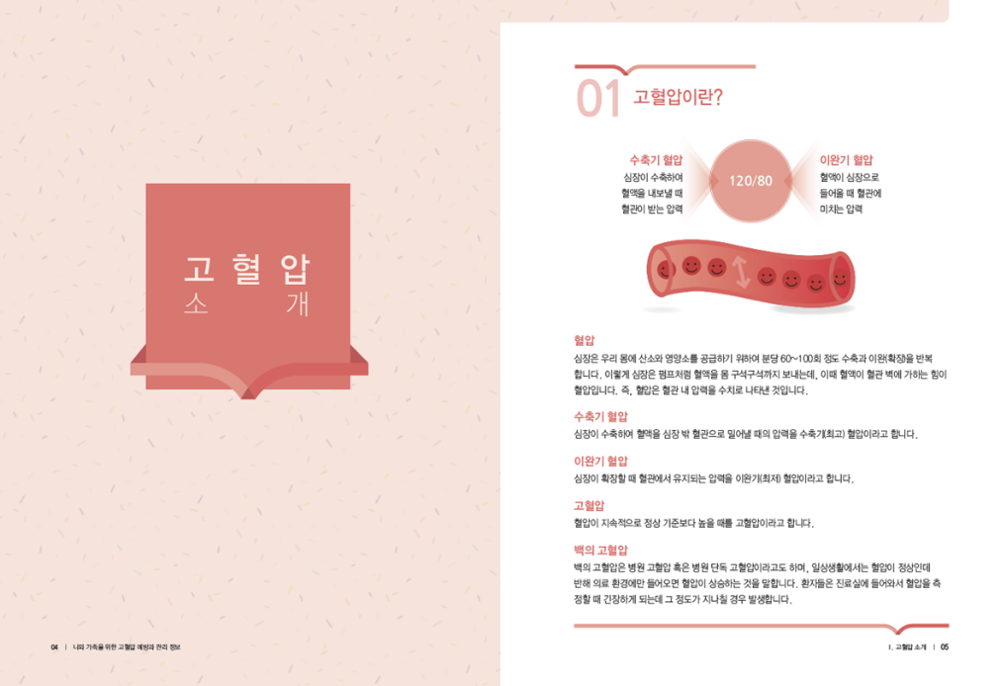 고 혈 압
소 개
04 | 나와 가족을 위한 고혈압 예방과 관리 정보
01 고혈압이란?
수축기 혈압
심장이 수축하여
혈액을 내보낼 때
혈관이 받는 압력
120/80
이완기 혈압
혈액이 심장으로
들어올 때 혈관에
미치는 압력
혈압
심장은 우리 몸에 산소와 영양소를 공급하기 위하여 분당 60~100회 정도 수축과 이완(확장)을 반복
합니다. 이렇게 심장은 펌프처럼 혈액을 몸 구석구석까지 보내는데, 이때 혈액이 혈관 벽에 가하는 힘이
혈압입니다. 즉, 혈압은 혈관 내 압력을 수치로 나타낸 것입니다.
수축기 혈압
심장이 수축하여 혈액을 심장 밖 혈관으로 밀어낼 때의 압력을 수축기(최고) 혈압이라고 합니다.
이완기 혈압
심장이 확장할 때 혈관에서 유지되는 압력을 이완기(최저) 혈압이라고 합니다.
고혈압
혈압이 지속적으로 정상 기준보다 높을 때를 고혈압이라고 합니다.
백의 고혈압
백의 고혈압은 병원 고혈압 혹은 병원 단독 고혈압이라고도 하며, 일상생활에서는 혈압이 정상인데
반해 의료 환경에만 들어오면 혈압이 상승하는 것을 말합니다. 환자들은 진료실에 들어와서 혈압을 측
정할 때 긴장하게 되는데 그 정도가 지나칠 경우 발생합니다.
I. 고혈압 소개 | 05